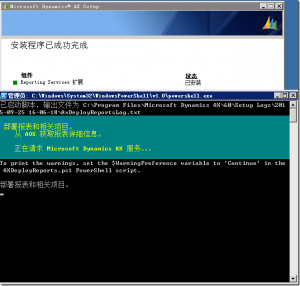 Microsoft Dynamics® AX Setup
安装程序已成功完成
组件 状态
Reporting Services 扩展 已安装
管理员: C:\Windows\System32\WindowsPowerShell\v1.0\powershell.exe
已启动脚本，输出文件为 C:\Program Files\Microsoft Dynamics AX\60\Setup Logs\201
5-09-25 16-06-18\AxDeployReportsLog.txt
部署报表和相关项目。
从 AOS 获取报表详细信息。
正在请求 Microsoft Dynamics AX 服务...
To print the warnings, set the $WarningPreference variable to 'Continue' in the
AXDeployReports.ps1 PowerShell script.
部署报表和相关项目。